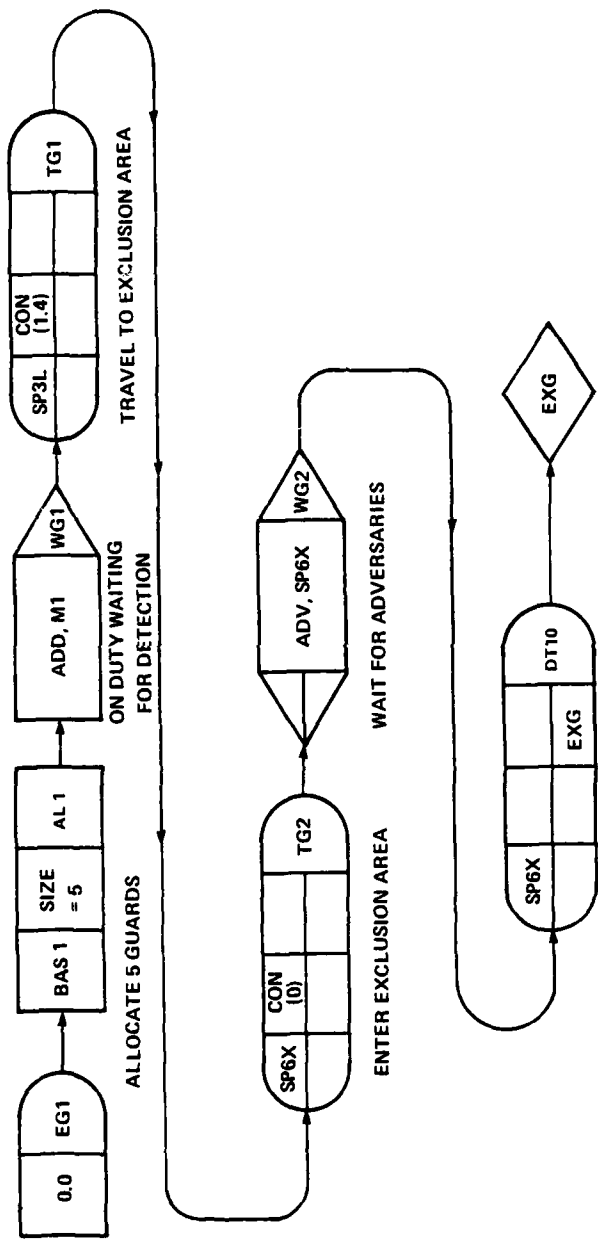 0.0
EG1
BAS 1
SIZE
= 5
AL 1
ALLOCATE 5 GUARDS
ADD, M1
WG1
ON DUTY WAITING
FOR DETECTION
SP3L
CON
(1.4)
TG1
TRAVEL TO EXCLUSION AREA
SP6X
CON
(0)
TG2
ENTER EXCLUSION AREA
ADV, SP6X
WG2
WAIT FOR ADVERSARIES
SP6X
EXG
DT10
EXG